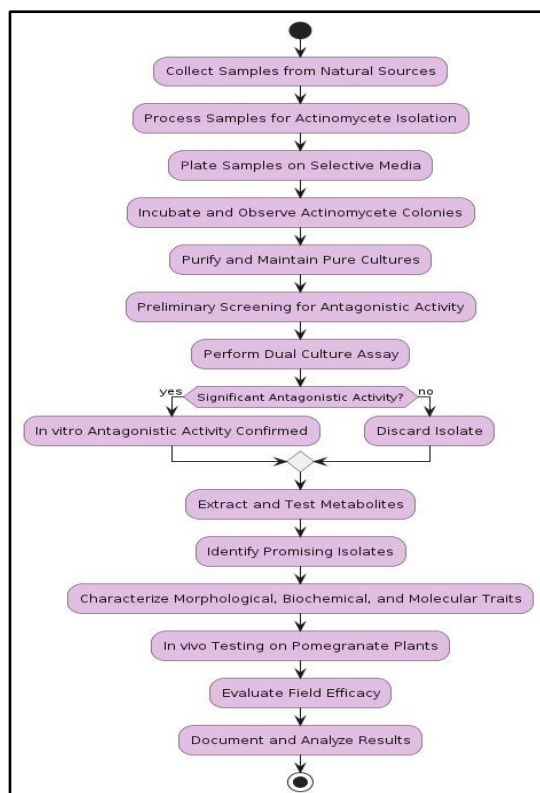 Collect Samples from Natural Sources
Process Samples for Actinomycete Isolation
Plate Samples on Selective Media
Incubate and Observe Actinomycete Colonies
Purify and Maintain Pure Cultures
Preliminary Screening for Antagonistic Activity
Perform Dual Culture Assay
yes
Significant Antagonistic Activity?
no
In vitro Antagonistic Activity Confirmed
Discard Isolate
Extract and Test Metabolites
Identify Promising Isolates
Characterize Morphological, Biochemical, and Molecular Traits
In vivo Testing on Pomegranate Plants
Evaluate Field Efficacy
Document and Analyze Results